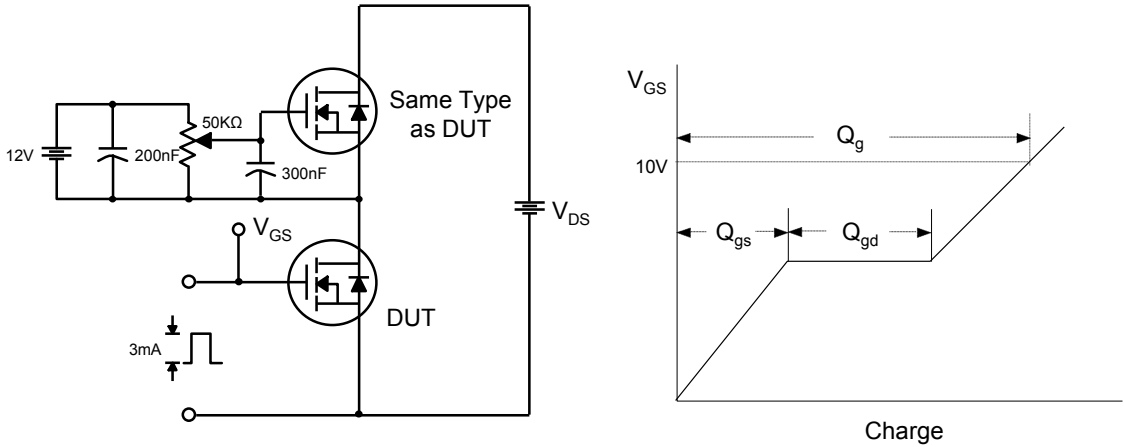 12V
200nF
50KΩ
300nF
Same Type
as DUT
V_GS
DUT
3mA
V_DS
V_GS
10V
Q_g
Q_gs
Q_gd
Charge